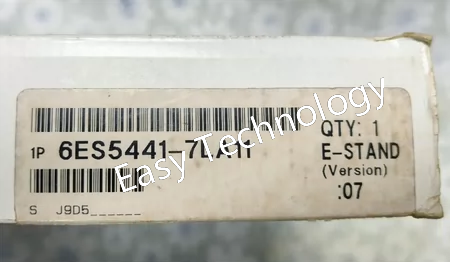 QTY: 1
1P 6ES5441-7LA11 E-STAND
(Version)
:07
S J9D5______
Easy Technology